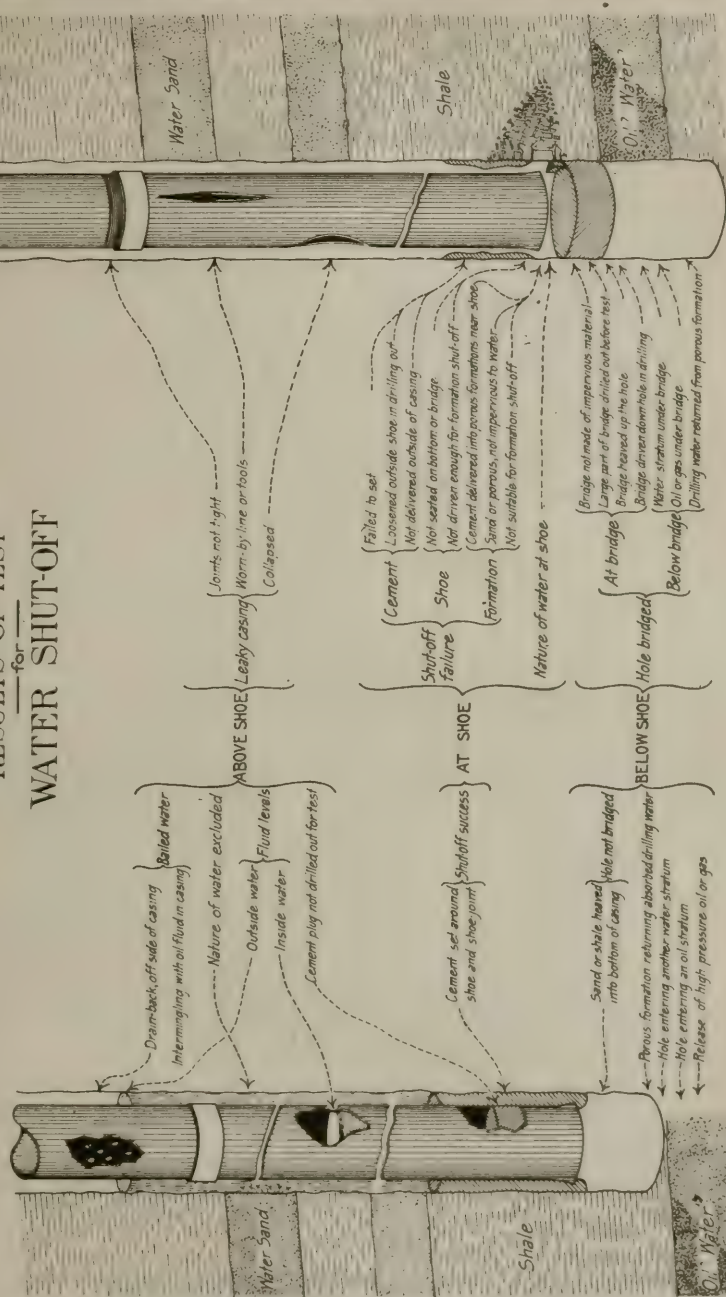 RESULTS OF TEST
for
WATER SHUT-OFF
Water Sand
Shale
Water
Drain-back, off side of casing
Intermingling with oil fluid in casing
Bailed water
Nature of water excluded
Outside water
Inside water
Fluid levels
Cement plug not drilled out for test
ABOVE SHOE
Leaky casing
Joints not tight
Worn by line or tools
Collapsed
Cement set around
shoe and shoe joint
Shut-off success
AT SHOE
Shut-off
failure
Cement
Failed to set
Loosened outside shoe in drilling out
Not delivered outside of casing
Shoe
Not seated on bottom or bridge
Not driven enough for formation shut-off
Formation
Cement delivered into porous formations near shoe
Sand or porous, not impervious to water
Not suitable for formation shut-off
Nature of water at shoe
Sand or shale heaved
into bottom of casing
Hole not bridged
Porous formation returning absorbed drilling water
Hole entering another water stratum
Hole entering an oil stratum
Release of high pressure oil or gas
BELOW SHOE
Hole bridged
At bridge
Bridge not made of impervious material
Large part of bridge drilled out before test
Bridge heaved up the hole
Bridge driven down hole in drilling
Below bridge
Water stratum under bridge
Oil or gas under bridge
Drilling water returned from porous formation
Water Sand
Shale
Water